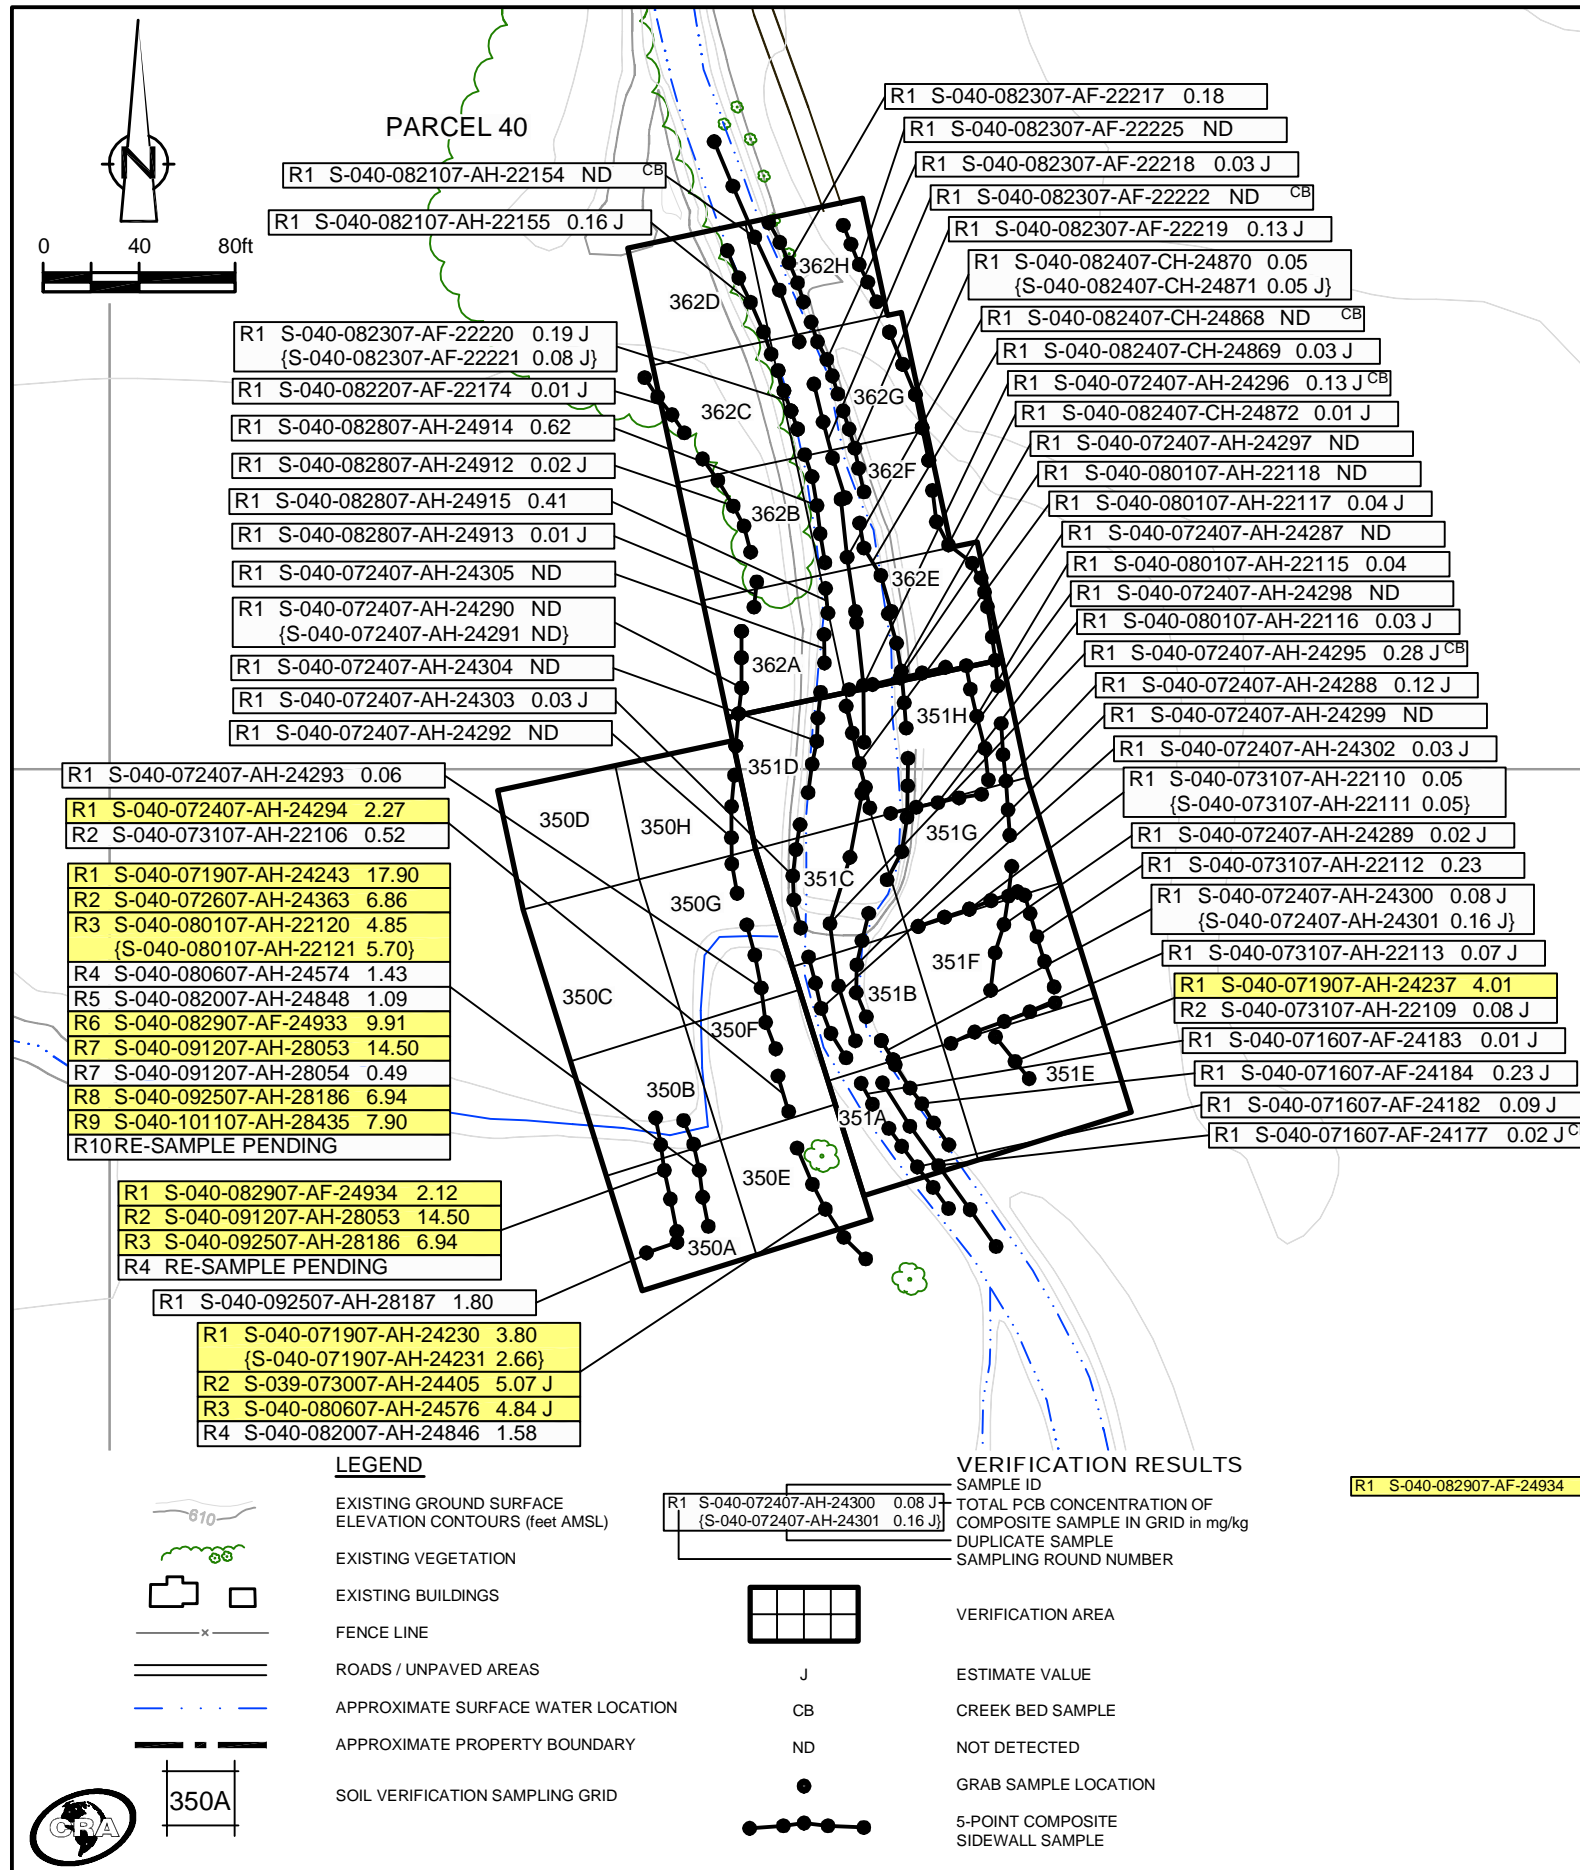 PARCEL 40
N
0 40 80ft
R1 S-040-082107-AH-22154 ND CB
R1 S-040-082107-AH-22155 0.16 J
R1 S-040-082307-AF-22220 0.19 J
{S-040-082307-AF-22221 0.08 J}
R1 S-040-082207-AF-22174 0.01 J
R1 S-040-082807-AH-24914 0.62
R1 S-040-082807-AH-24912 0.02 J
R1 S-040-082807-AH-24915 0.41
R1 S-040-082807-AH-24913 0.01 J
R1 S-040-072407-AH-24305 ND
R1 S-040-072407-AH-24290 ND
{S-040-072407-AH-24291 ND}
R1 S-040-072407-AH-24304 ND
R1 S-040-072407-AH-24303 0.03 J
R1 S-040-072407-AH-24292 ND
R1 S-040-072407-AH-24293 0.06
R1 S-040-072407-AH-24294 2.27
R2 S-040-073107-AH-22106 0.52
R1 S-040-071907-AH-24243 17.90
R2 S-040-072607-AH-24363 6.86
R3 S-040-080107-AH-22120 4.85
{S-040-080107-AH-22121 5.70}
R4 S-040-080607-AH-24574 1.43
R5 S-040-082007-AH-24848 1.09
R6 S-040-082907-AF-24933 9.91
R7 S-040-091207-AH-28053 14.50
R7 S-040-091207-AH-28054 0.49
R8 S-040-092507-AH-28186 6.94
R9 S-040-101107-AH-28435 7.90
R10 RE-SAMPLE PENDING
R1 S-040-082907-AF-24934 2.12
R2 S-040-091207-AH-28053 14.50
R3 S-040-092507-AH-28186 6.94
R4 RE-SAMPLE PENDING
R1 S-040-092507-AH-28187 1.80
R1 S-040-071907-AH-24230 3.80
{S-040-071907-AH-24231 2.66}
R2 S-039-073007-AH-24405 5.07 J
R3 S-040-080607-AH-24576 4.84 J
R4 S-040-082007-AH-24846 1.58
R1 S-040-082307-AF-22217 0.18
R1 S-040-082307-AF-22225 ND
R1 S-040-082307-AF-22218 0.03 J
R1 S-040-082307-AF-22222 ND CB
R1 S-040-082307-AF-22219 0.13 J
R1 S-040-082407-CH-24870 0.05
{S-040-082407-CH-24871 0.05 J}
R1 S-040-082407-CH-24868 ND CB
R1 S-040-082407-CH-24869 0.03 J
R1 S-040-072407-AH-24296 0.13 J CB
R1 S-040-082407-CH-24872 0.01 J
R1 S-040-072407-AH-24297 ND
R1 S-040-080107-AH-22118 ND
R1 S-040-080107-AH-22117 0.04 J
R1 S-040-072407-AH-24287 ND
R1 S-040-080107-AH-22115 0.04
R1 S-040-072407-AH-24298 ND
R1 S-040-080107-AH-22116 0.03 J
R1 S-040-072407-AH-24295 0.28 J CB
R1 S-040-072407-AH-24288 0.12 J
R1 S-040-072407-AH-24299 ND
R1 S-040-072407-AH-24302 0.03 J
R1 S-040-073107-AH-22110 0.05
{S-040-073107-AH-22111 0.05}
R1 S-040-072407-AH-24289 0.02 J
R1 S-040-073107-AH-22112 0.23
R1 S-040-072407-AH-24300 0.08 J
{S-040-072407-AH-24301 0.16 J}
R1 S-040-073107-AH-22113 0.07 J
R1 S-040-071907-AH-24237 4.01
R2 S-040-073107-AH-22109 0.08 J
R1 S-040-071607-AF-24183 0.01 J
R1 S-040-071607-AF-24184 0.23 J
R1 S-040-071607-AF-24182 0.09 J
R1 S-040-071607-AF-24177 0.02 J C
362H
362D
362C
362G
362F
362B
362E
362A
351H
351D
350D
350H
351G
351C
350G
351F
350C
351B
350F
351E
350B
351A
350E
350A
LEGEND
610
EXISTING GROUND SURFACE
ELEVATION CONTOURS (feet AMSL)
EXISTING VEGETATION
EXISTING BUILDINGS
x
FENCE LINE
ROADS / UNPAVED AREAS
APPROXIMATE SURFACE WATER LOCATION
APPROXIMATE PROPERTY BOUNDARY
350A
SOIL VERIFICATION SAMPLING GRID
CRA
VERIFICATION RESULTS
R1 S-040-072407-AH-24300 0.08 J
{S-040-072407-AH-24301 0.16 J}
SAMPLE ID
TOTAL PCB CONCENTRATION OF
COMPOSITE SAMPLE IN GRID in mg/kg
DUPLICATE SAMPLE
SAMPLING ROUND NUMBER
R1 S-040-082907-AF-24934
VERIFICATION AREA
J ESTIMATE VALUE
CB CREEK BED SAMPLE
ND NOT DETECTED
GRAB SAMPLE LOCATION
5-POINT COMPOSITE
SIDEWALL SAMPLE